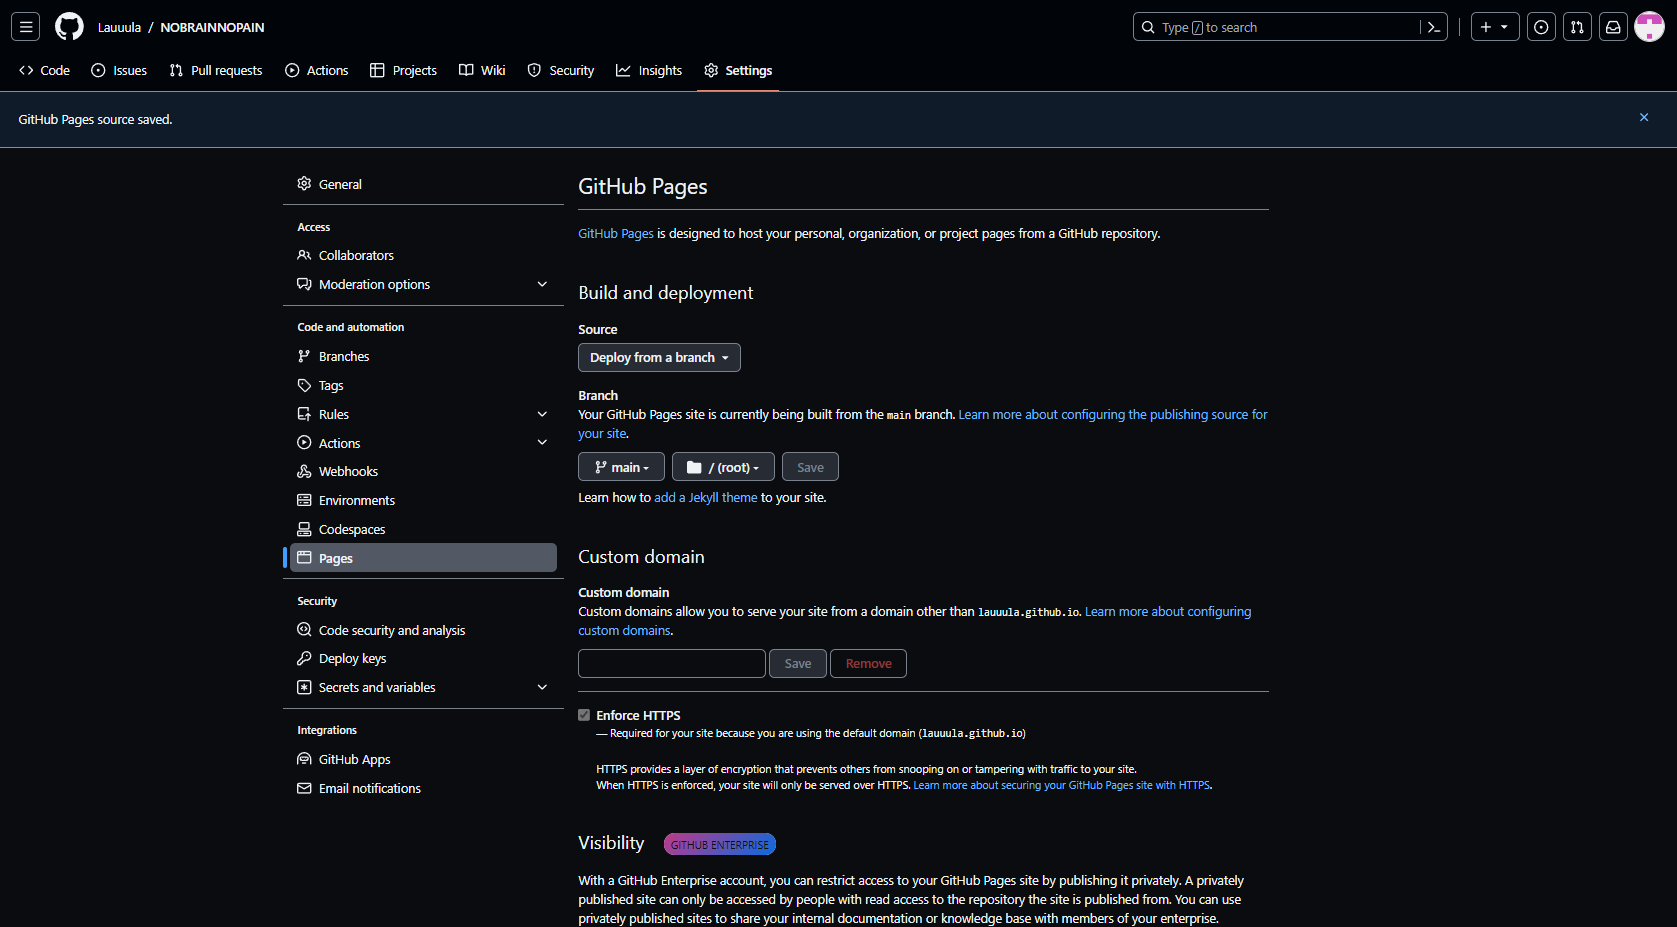 Lauuula / NOBRAINNOPAIN
Type / to search
Code
Issues
Pull requests
Actions
Projects
Wiki
Security
Insights
Settings
GitHub Pages source saved.
General
Access
Collaborators
Moderation options
Code and automation
Branches
Tags
Rules
Actions
Webhooks
Environments
Codespaces
Pages
Security
Code security and analysis
Deploy keys
Secrets and variables
Integrations
GitHub Apps
Email notifications
GitHub Pages
GitHub Pages is designed to host your personal, organization, or project pages from a GitHub repository.
Build and deployment
Source
Deploy from a branch
Branch
Your GitHub Pages site is currently being built from the main branch. Learn more about configuring the publishing source for
your site.
main
/ (root)
Save
Learn how to add a Jekyll theme to your site.
Custom domain
Custom domain
Custom domains allow you to serve your site from a domain other than lauuula.github.io. Learn more about configuring
custom domains.
Save
Remove
Enforce HTTPS
— Required for your site because you are using the default domain (lauuula.github.io)
HTTPS provides a layer of encryption that prevents others from snooping on or tampering with traffic to your site.
When HTTPS is enforced, your site will only be served over HTTPS. Learn more about securing your GitHub Pages site with HTTPS.
Visibility
GITHUB ENTERPRISE
With a GitHub Enterprise account, you can restrict access to your GitHub Pages site by publishing it privately. A privately
published site can only be accessed by people with read access to the repository the site is published from. You can use
privately published sites to share your internal documentation or knowledge base with members of your enterprise.